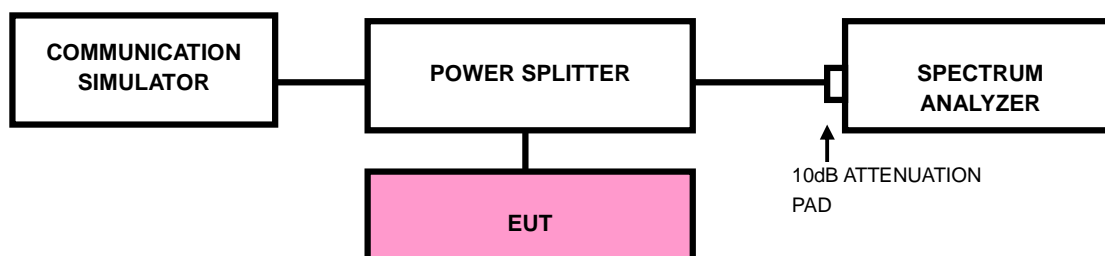 COMMUNICATION
SIMULATOR
POWER SPLITTER
SPECTRUM
ANALYZER
10dB ATTENUATION
PAD
EUT